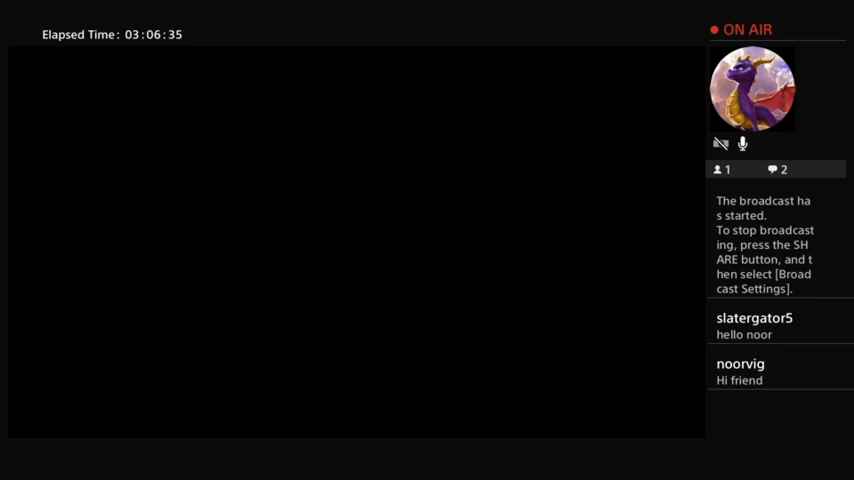 Elapsed Time: 03:06:35
ON AIR
1 2
The broadcast ha
s started.
To stop broadcast
ing, press the SH
ARE button, and t
hen select [Broad
cast Settings].
slatergator5
hello noor
noorvig
Hi friend